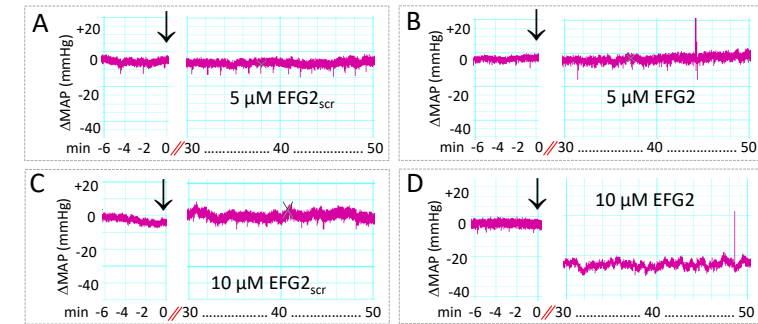 A
+20
0
-20
-40
ΔMAP (mmHg)
5 µM EFG2scr
min -6 -4 -2 0 //30 ............ 40 ............ 50
B
+20
0
-20
-40
ΔMAP (mmHg)
5 µM EFG2
min -6 -4 -2 0 //30 ............ 40 ............ 50
C
+20
0
-20
-40
ΔMAP (mmHg)
10 µM EFG2scr
min -6 -4 -2 0 //30 ............ 40 ............ 50
D
+20
0
-20
-40
ΔMAP (mmHg)
10 µM EFG2
min -6 -4 -2 0 //30 ............ 40 ............ 50